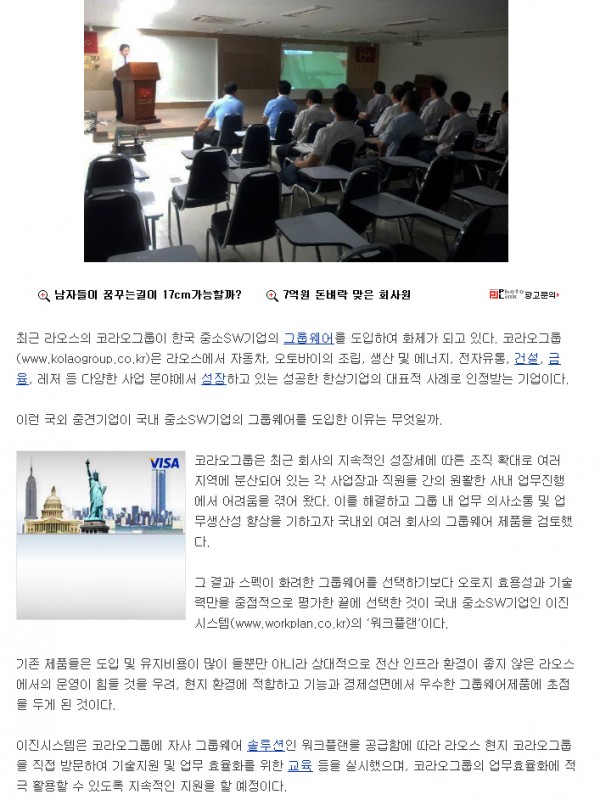 남자들이 꿈꾸는길이 17cm가능할까? 7억원 돈벼락 맞은 회사원 Photo Link 광고문의
최근 라오스의 코라오그룹이 한국 중소SW기업의 그룹웨어를 도입하여 화제가 되고 있다. 코라오그룹
(www.kolaogroup.co.kr)은 라오스에서 자동차, 오토바이의 조립, 생산 및 에너지, 전자유통, 건설, 금
융, 레저 등 다양한 사업 분야에서 성장하고 있는 성공한 한상기업의 대표적 사례로 인정받는 기업이다.
이런 국외 중견기업이 국내 중소SW기업의 그룹웨어를 도입한 이유는 무엇일까.
VISA
코라오그룹은 최근 회사의 지속적인 성장세에 따른 조직 확대로 여러
지역에 분산되어 있는 각 사업장과 직원들 간의 원활한 사내 업무진행
에서 어려움을 겪어 왔다. 이를 해결하고 그룹 내 업무 의사소통 및 업
무생산성 향상을 기하고자 국내외 여러 회사의 그룹웨어 제품을 검토했
다.
그 결과 스펙이 화려한 그룹웨어를 선택하기보다 오로지 효용성과 기술
력만을 중점적으로 평가한 끝에 선택한 것이 국내 중소SW기업인 이진
시스템(www.workplan.co.kr)의 ‘워크플랜’이다.
기존 제품들은 도입 및 유지비용이 많이 들뿐만 아니라 상대적으로 전산 인프라 환경이 좋지 않은 라오스
에서의 운영이 힘들 것을 우려, 현지 환경에 적합하고 기능과 경제성면에서 우수한 그룹웨어제품에 초점
을 두게 된 것이다.
이진시스템은 코라오그룹에 자사 그룹웨어 솔루션인 워크플랜을 공급함에 따라 라오스 현지 코라오그룹
을 직접 방문하여 기술지원 및 업무 효율화를 위한 교육 등을 실시했으며, 코라오그룹의 업무효율화에 적
극 활용할 수 있도록 지속적인 지원을 할 예정이다.